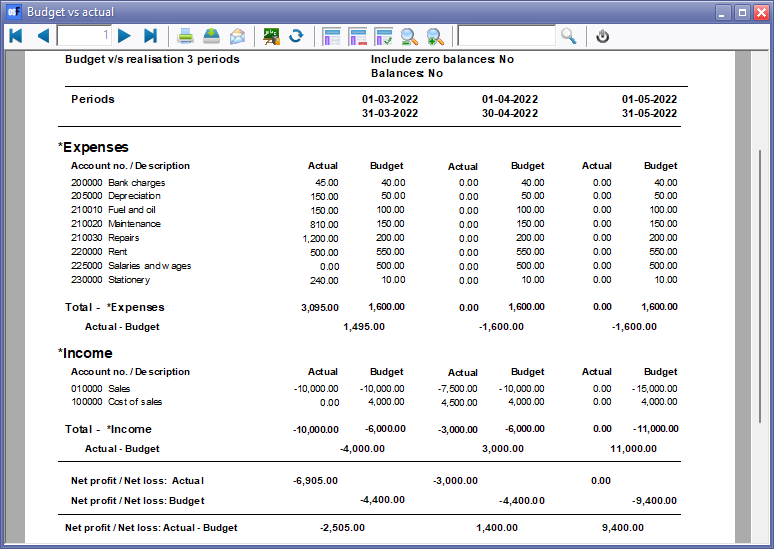 Budget vs actual
1
Budget v/s realisation 3 periods Include zero balances: No
Balances: No
Periods 01-03-2022 01-04-2022 01-05-2022
31-03-2022 30-04-2022 31-05-2022
*Expenses
Account no. / Description Actual Budget Actual Budget Actual Budget
200000 Bank charges 45.00 40.00 0.00 40.00 0.00 40.00
205000 Depreciation 150.00 50.00 0.00 50.00 0.00 50.00
210010 Fuel and oil 150.00 100.00 0.00 100.00 0.00 100.00
210020 Maintenance 810.00 150.00 0.00 150.00 0.00 150.00
210030 Repairs 1,200.00 200.00 0.00 200.00 0.00 200.00
220000 Rent 500.00 550.00 0.00 550.00 0.00 550.00
225000 Salaries and wages 0.00 500.00 0.00 500.00 0.00 500.00
230000 Stationery 240.00 10.00 0.00 10.00 0.00 10.00
Total - *Expenses 3,095.00 1,600.00 0.00 1,600.00 0.00 1,600.00
Actual - Budget 1,495.00 -1,600.00 -1,600.00
*Income
Account no. / Description Actual Budget Actual Budget Actual Budget
010000 Sales -10,000.00 -10,000.00 -7,500.00 -10,000.00 0.00 -15,000.00
100000 Cost of sales 0.00 4,000.00 4,500.00 4,000.00 0.00 4,000.00
Total - *Income -10,000.00 -6,000.00 -3,000.00 -6,000.00 0.00 -11,000.00
Actual - Budget -4,000.00 3,000.00 11,000.00
Net profit / Net loss: Actual -6,905.00 -3,000.00 0.00
Net profit / Net loss: Budget -4,400.00 -4,400.00 -9,400.00
Net profit / Net loss: Actual - Budget -2,505.00 1,400.00 9,400.00